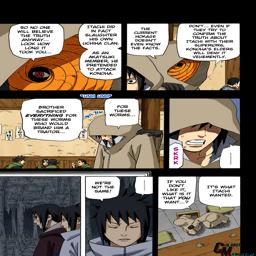 DON'T... EVEN IF
THEY TRY TO
CONFIRM THE
TRUTH ABOUT
ITACHI WITH
THEIR
SUPERIORS,
KONOHA'S ELDERS
WILL DENY IT
VEHEMENTLY.
THE
CURRENT
HOKAGE
DOESN'T
EVEN KNOW
THE FACTS.
ITACHI DID
IN FACT
SLAUGHTER
HIS OWN
UCHIHA CLAN.
AS AN
AKATSUKI
MEMBER, HE
PRETENDED
TO ATTACK
KONOHA.
SO NO ONE
WILL
BELIEVE
THE TRUTH
ANYWAY...
LOOK HOW
LONG IT
TOOK YOU...
FOR
THESE
WORMS...
BROTHER
SACRIFICED
EVERYTHING FOR
THESE WORMS
WHO WOULD
BRAND HIM A
TRAITOR...
IT'S WHAT
ITACHI
WANTED.
IF YOU
DON'T LIKE
IT,
WHAT IS IT
THAT YOU
WANT...?
WE'RE
NOT THE
SAME!